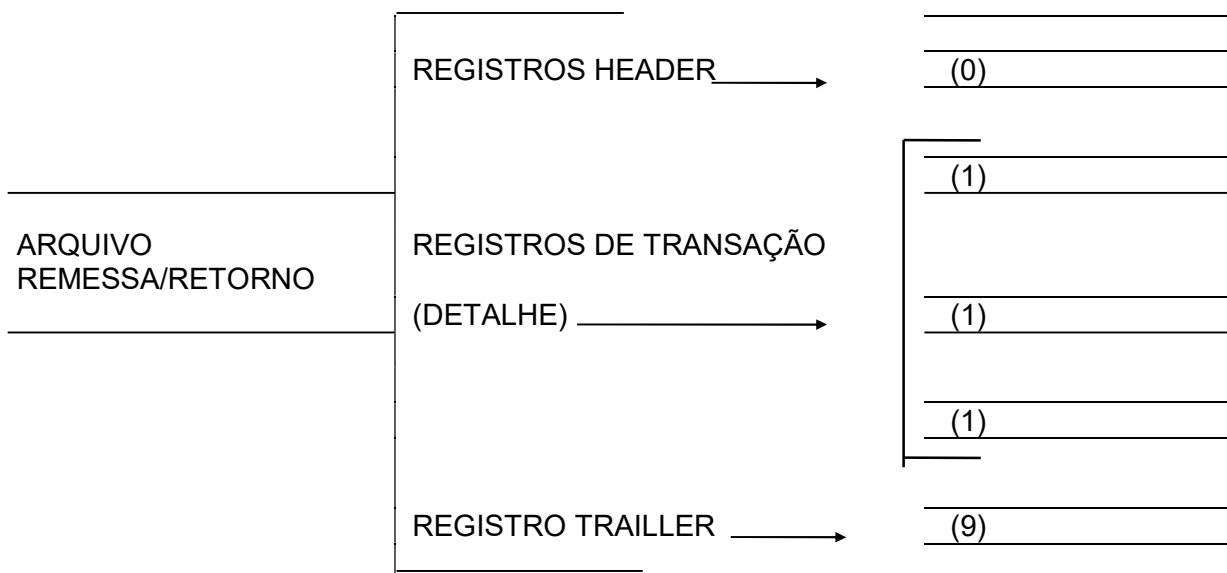 REGISTROS HEADER
(0)
(1)
ARQUIVO
REMESSA/RETORNO
REGISTROS DE TRANSAÇÃO
(DETALHE)
(1)
(1)
REGISTRO TRAILLER
(9)